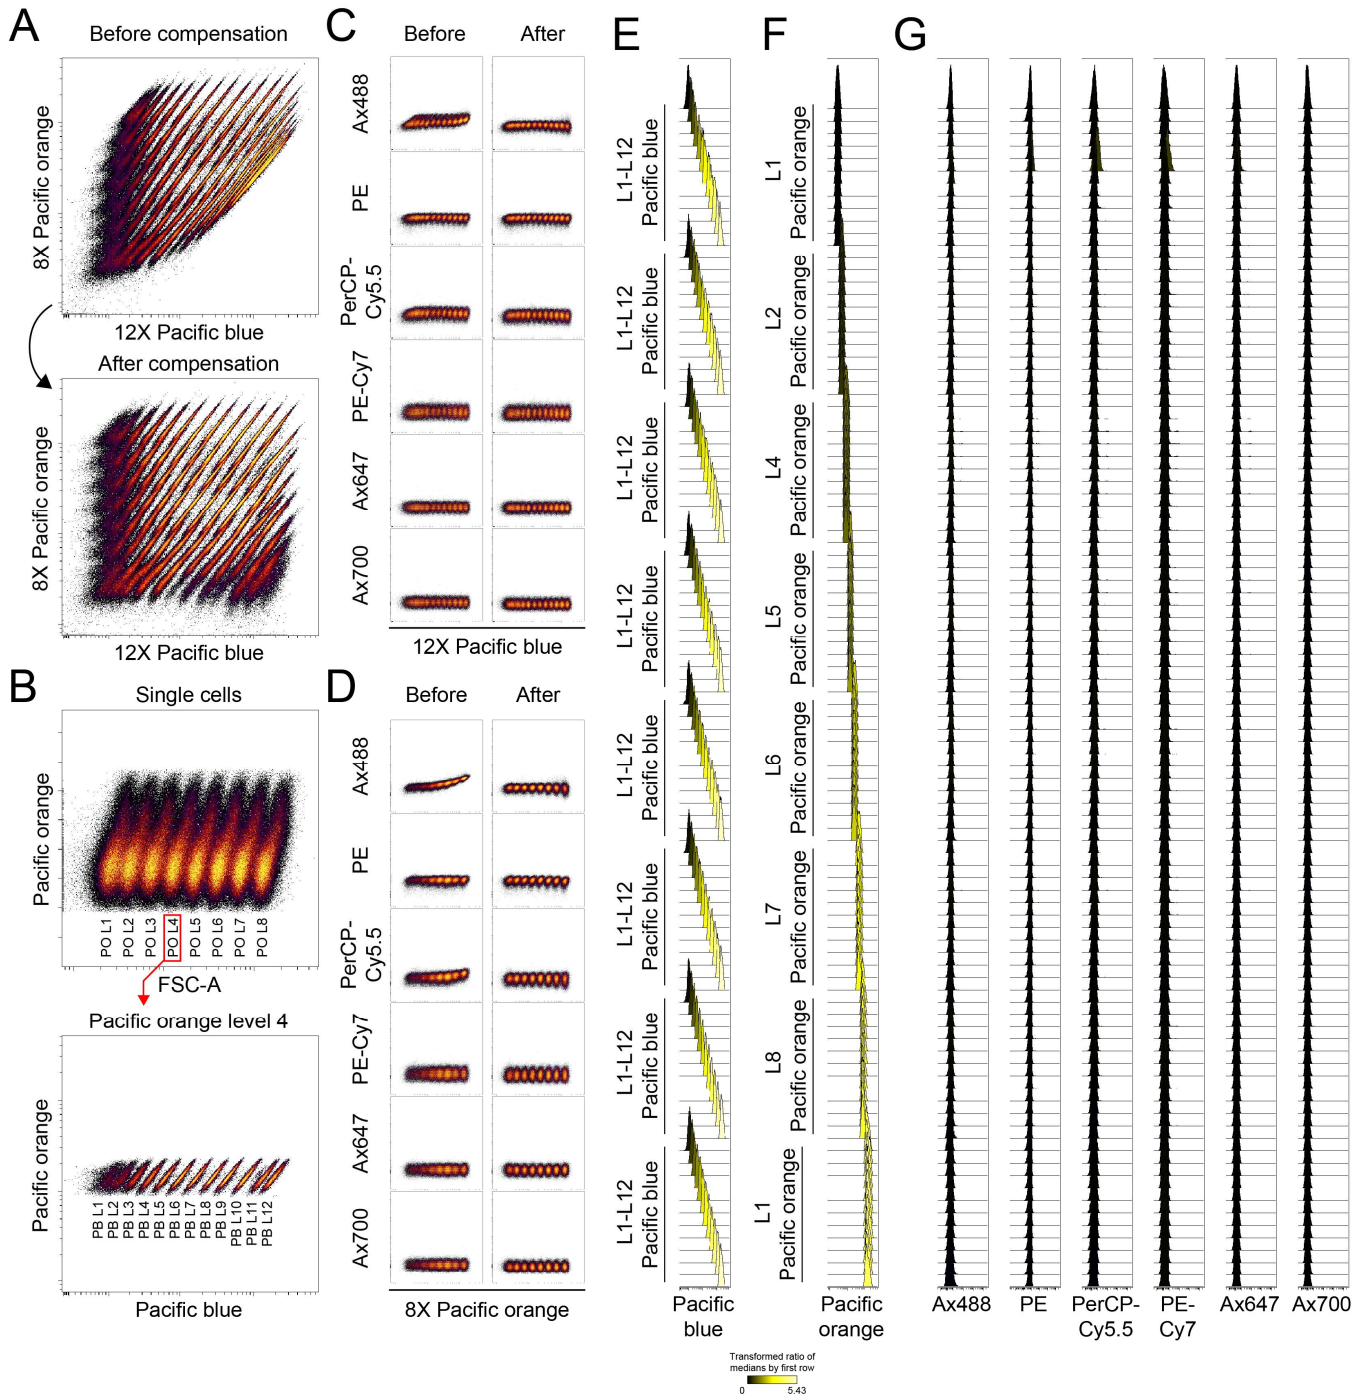 A
Before compensation
8X Pacific orange
12X Pacific blue
After compensation
8X Pacific orange
12X Pacific blue
B
Single cells
Pacific orange
PO L1
PO L2
PO L3
PO L4
PO L5
PO L6
PO L7
PO L8
FSC-A
Pacific orange level 4
Pacific orange
PB L1
PB L2
PB L3
PB L4
PB L5
PB L6
PB L7
PB L8
PB L9
PB L10
PB L11
PB L12
Pacific blue
C
Before
After
Ax488
PE
PerCP-
Cy5.5
PE-Cy7
Ax647
Ax700
12X Pacific blue
D
Before
After
Ax488
PE
PerCP-
Cy5.5
PE-Cy7
Ax647
Ax700
8X Pacific orange
E
L1-L12
Pacific blue
L1-L12
Pacific blue
L1-L12
Pacific blue
L1-L12
Pacific blue
L1-L12
Pacific blue
L1-L12
Pacific blue
L1-L12
Pacific blue
L1-L12
Pacific blue
Pacific
blue
F
L1
Pacific orange
L2
Pacific orange
L4
Pacific orange
L5
Pacific orange
L6
Pacific orange
L7
Pacific orange
L8
Pacific orange
L1
Pacific orange
Pacific
orange
G
Ax488
PE
PerCP-
Cy5.5
PE-
Cy7
Ax647
Ax700
Transformed ratio of
medians by first row
0
5.43